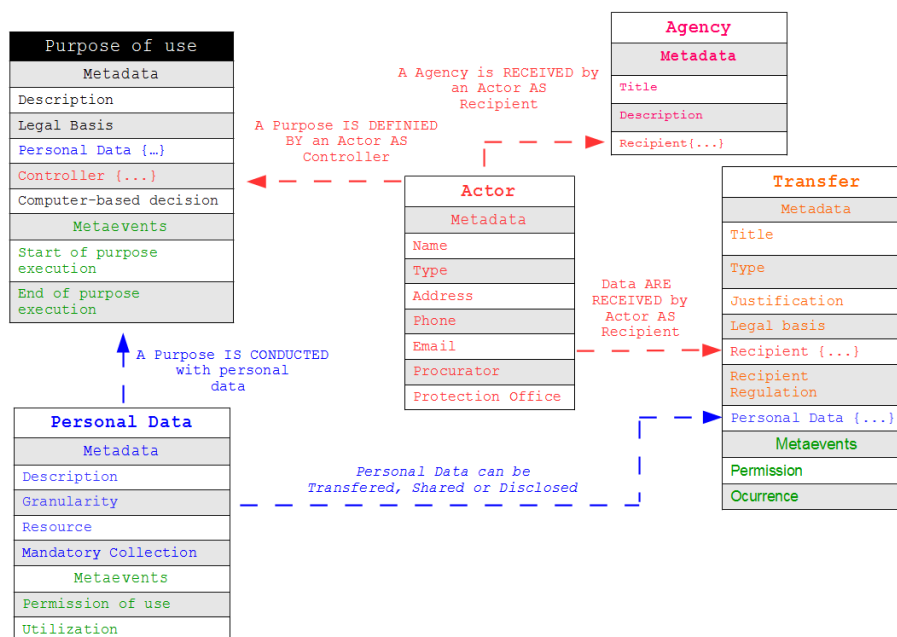 Purpose of use
Metadata
Description
Legal Basis
Personal Data {…}
Controller {...}
Computer-based decision
Metaevents
Start of purpose
execution
End of purpose
execution
A Purpose IS DEFINIED
BY an Actor AS
Controller
A Agency is RECEIVED by
an Actor AS
Recipient
Agency
Metadata
Title
Description
Recipient{...}
Actor
Metadata
Name
Type
Address
Phone
Email
Procurator
Protection Office
Data ARE
RECEIVED by
Actor AS
Recipient
Transfer
Metadata
Title
Type
Justification
Legal basis
Recipient {...}
Recipient
Regulation
Personal Data {...}
Metaevents
Permission
Ocurrence
A Purpose IS CONDUCTED
with personal
data
Personal Data
Metadata
Description
Granularity
Resource
Mandatory Collection
Metaevents
Permission of use
Utilization
Personal Data can be
Transfered, Shared or Disclosed